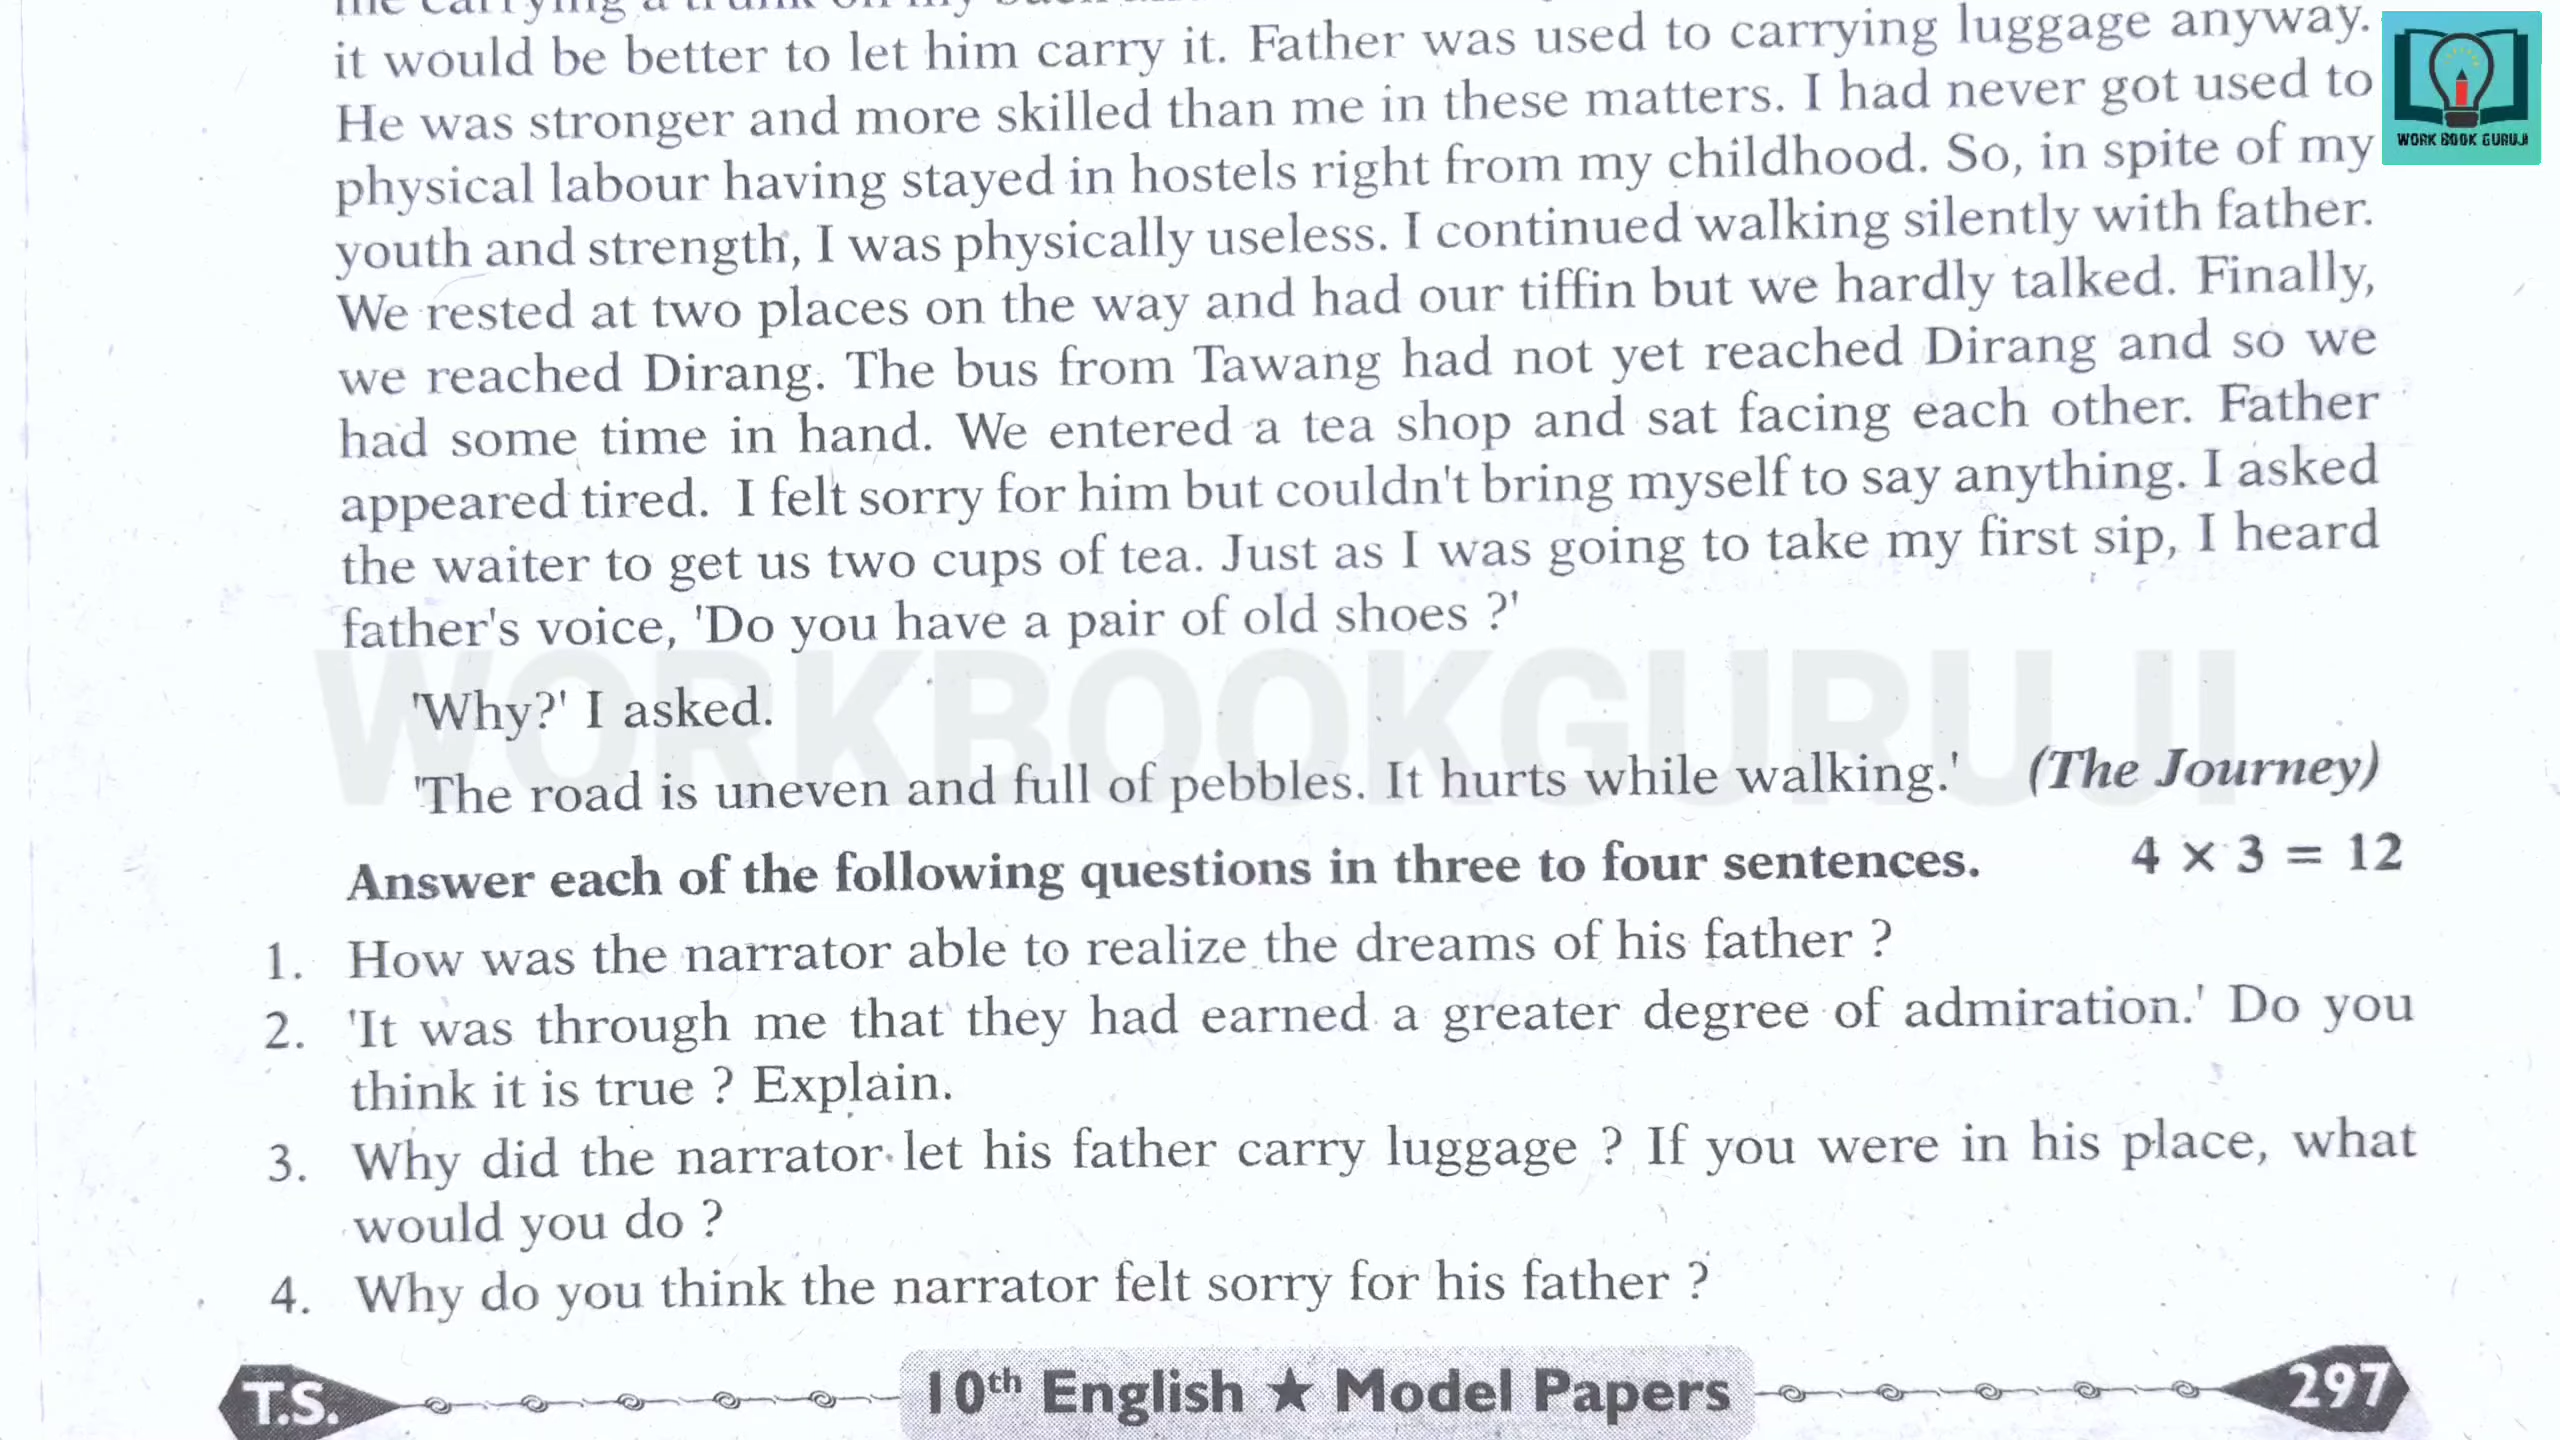 me carrying a trunk on my back
it would be better to let him carry it. Father was used to carrying luggage anyway.
He was stronger and more skilled than me in these matters. I had never got used to
physical labour having stayed in hostels right from my childhood. So, in spite of my
youth and strength, I was physically useless. I continued walking silently with father.
We rested at two places on the way and had our tiffin but we hardly talked. Finally,
we reached Dirang. The bus from Tawang had not yet reached Dirang and so we
had some time in hand. We entered a tea shop and sat facing each other. Father
appeared tired. I felt sorry for him but couldn't bring myself to say anything. I asked
the waiter to get us two cups of tea. Just as I was going to take my first sip, I heard
father's voice, 'Do you have a pair of old shoes ?'
'Why?' I asked.
'The road is uneven and full of pebbles. It hurts while walking.' (The Journey)
Answer each of the following questions in three to four sentences. 4 × 3 = 12
1. How was the narrator able to realize the dreams of his father ?
2. 'It was through me that they had earned a greater degree of admiration.' Do you
think it is true ? Explain.
3. Why did the narrator let his father carry luggage ? If you were in his place, what
would you do ?
4. Why do you think the narrator felt sorry for his father ?
T.S. 10th English ★ Model Papers 297
WORK BOOK GURUJI
WORKBOOKGURUJI